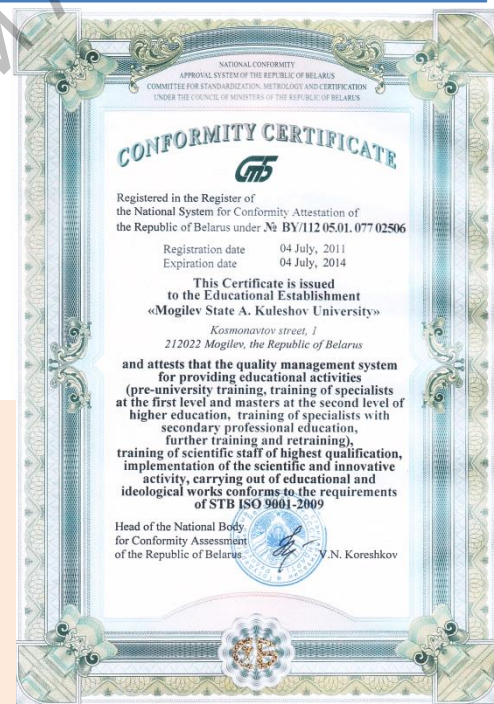 NATIONAL CONFORMITY
APPROVAL SYSTEM OF THE REPUBLIC OF BELARUS
COMMITTEE FOR STANDARDIZATION, METROLOGY AND CERTIFICATION
UNDER THE COUNCIL OF MINISTERS OF THE REPUBLIC OF BELARUS
CONFORMITY CERTIFICATE
Registered in the Register of
the National System for Conformity Attestation of
the Republic of Belarus under № BY/112 05.01. 077 02506
Registration date 04 July, 2011
Expiration date 04 July, 2014
This Certificate is issued
to the Educational Establishment
«Mogilev State A. Kuleshov University»
Kosmonavtov street, 1
212022 Mogilev, the Republic of Belarus
and attests that the quality management system
for providing educational activities
(pre-university training, training of specialists
at the first level and masters at the second level of
higher education, training of specialists with
secondary professional education,
further training and retraining),
training of scientific staff of highest qualification,
implementation of the scientific and innovative
activity, carrying out of educational and
ideological works conforms to the requirements
of STB ISO 9001-2009
Head of the National Body
for Conformity Assessment
of the Republic of Belarus V.N. Koreshkov